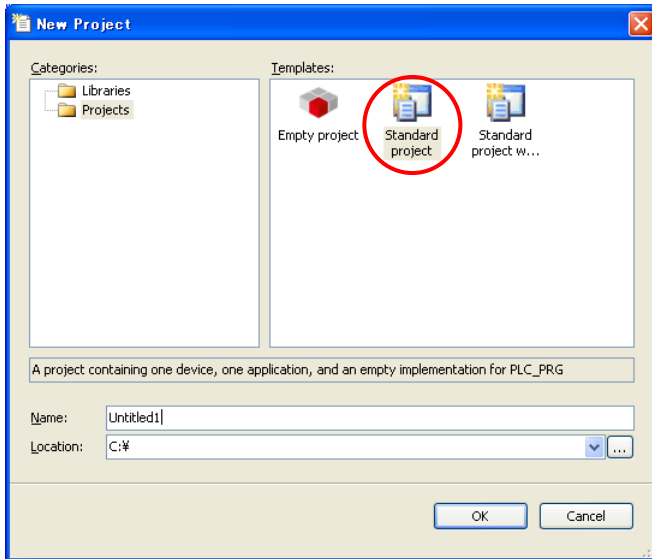 New Project
Categories:
Templates:
Libraries
Projects
Empty project
Standard
project
Standard
project w...
A project containing one device, one application, and an empty implementation for PLC_PRG
Name:
Untitled1
Location:
C:¥
...
OK
Cancel